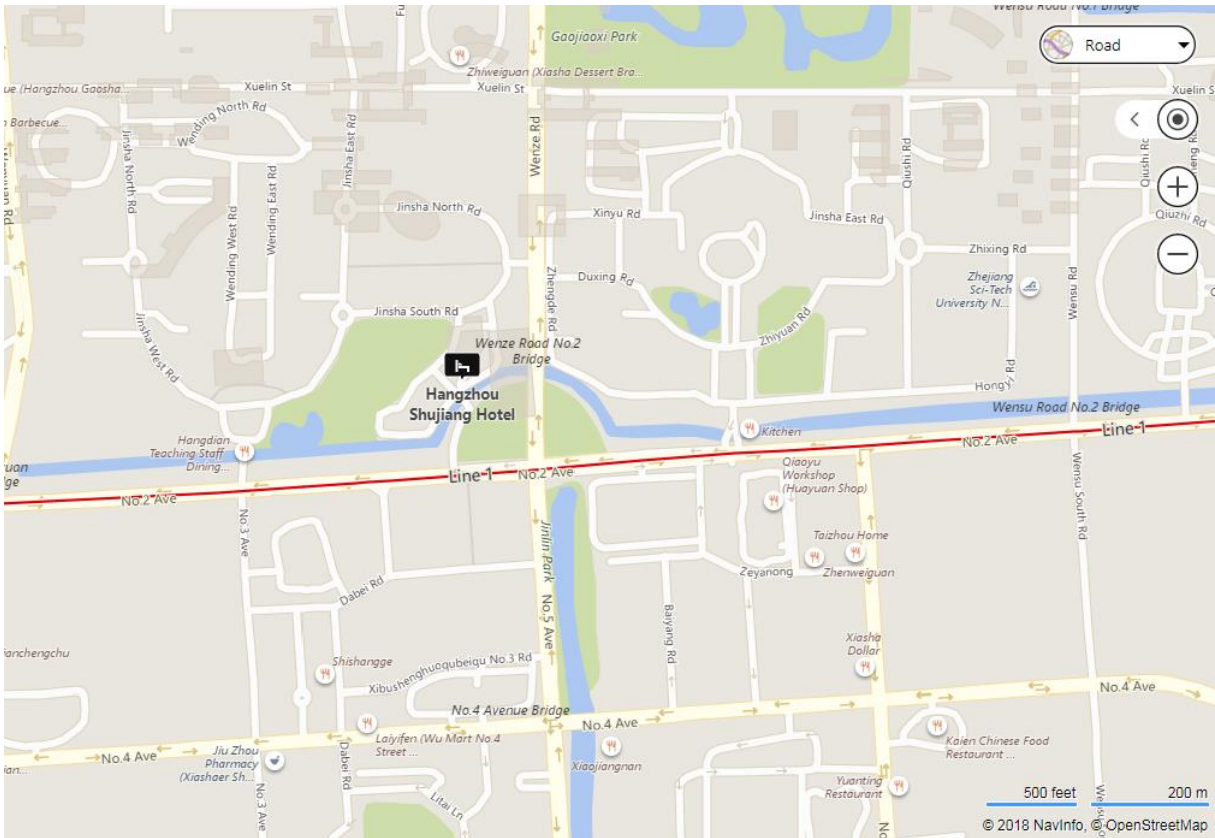 Wensu Road No.1 Bridge
Gaojiaoxi Park
Road
Zhiweiguan (Xiasha Dessert Bra...
ue (Hangzhou Gaosha...
Xuelin St
Xuelin St
Xuelin S
n Barbecue...
Wending North Rd
Jinsha North Rd
Jinsha East Rd
Wenze Rd
Qiushi Rd
Qiushi Rd
Wending West Rd
Wending East Rd
Jinsha North Rd
Xinyu Rd
Jinsha East Rd
Qiuzhi Rd
Zhixing Rd
Duxing Rd
Zhengde Rd
Zhejiang
Sci-Tech
University N...
Wensu Rd
Jinsha South Rd
Jinsha West Rd
Zhiyuan Rd
Wenze Road No.2
Bridge
Hangzhou
Shujiang Hotel
Hongyi Rd
Wensu Road No.2 Bridge
Kitchen
Hangdian
Teaching Staff
Dining...
Line 1
No.2 Ave
No.2 Ave
Line 1
No.2 Ave
Qiaoyu
Workshop
(Huayuan Shop)
Wensu South Rd
No.3 Ave
Jinlin Park
Taizhou Home
Zeyanong
Zhenweiguan
Dabei Rd
No.5 Ave
Baiyang Rd
Xiasha
Dollar
ianchengchu
Shishangge
Xibushenghuoqubeiqu No.3 Rd
No.4 Ave
No.4 Avenue Bridge
No.4 Ave
Laiyifen (Wu Mart No.4
Street ...
Kaien Chinese Food
Restaurant ...
No.4 Ave
Jiu Zhou
Pharmacy
(Xiashaer Sh...
Xiaojiangnan
Dabei Rd
No.3 Ave
Litai Ln
Yuanting
Restaurant
500 feet
200 m
© 2018 NavInfo, © OpenStreetMap